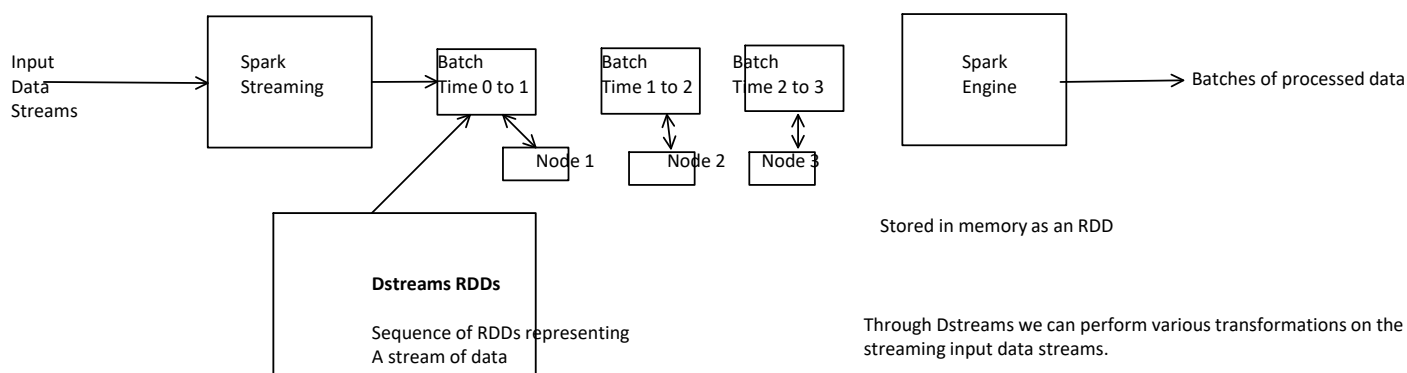 Input
Data
Streams
Spark
Streaming
Batch
Time 0 to 1
Batch
Time 1 to 2
Batch
Time 2 to 3
Spark
Engine
Batches of processed data
Node 1
Node 2
Node 3
Stored in memory as an RDD
Dstreams RDDs
Sequence of RDDs representing
A stream of data
Through Dstreams we can perform various transformations on the
streaming input data streams.